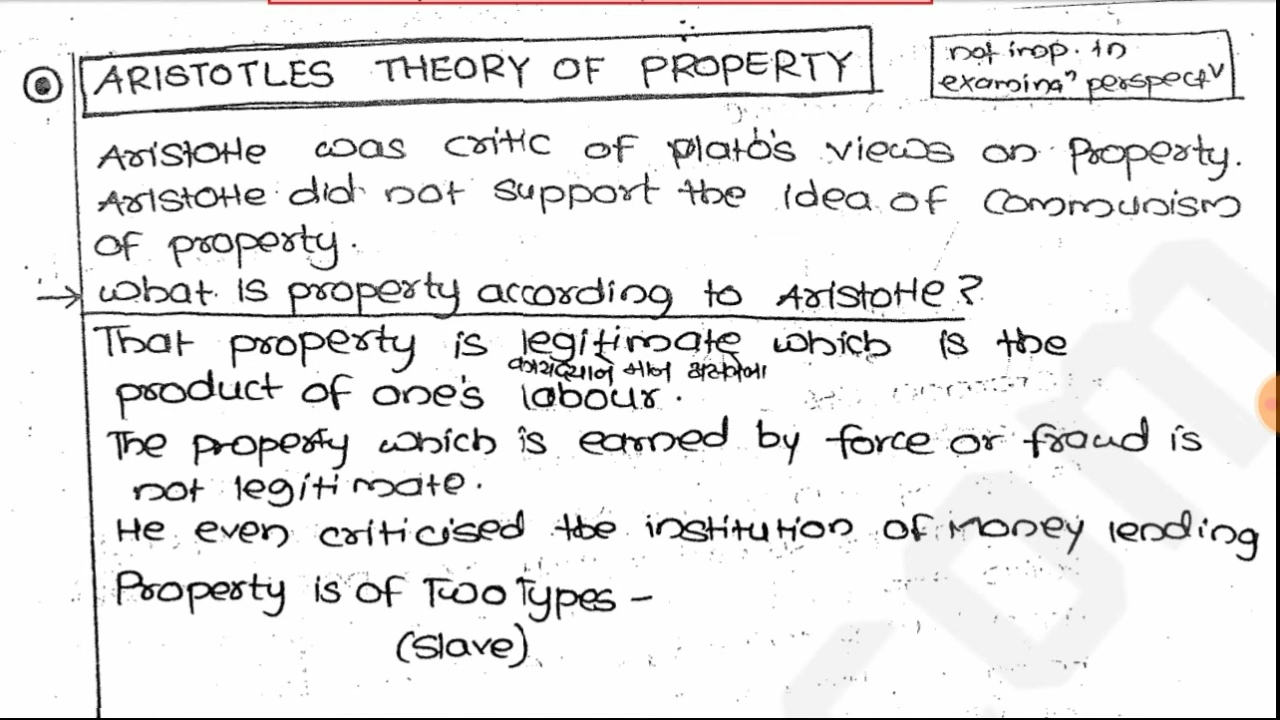 ARISTOTLES THEORY OF PROPERTY
not imp. in
examina^n perspect^v
Aristotle was critic of plato's views on Property.
Aristotle did not support the idea of Communism
of property.
→ What is property according to Aristotle?
That property is legitimate which is the
product of one's labour.
The property which is earned by force or fraud is
not legitimate.
He even criticised the institution of Money lending
Property is of Two Types –
(Slave)